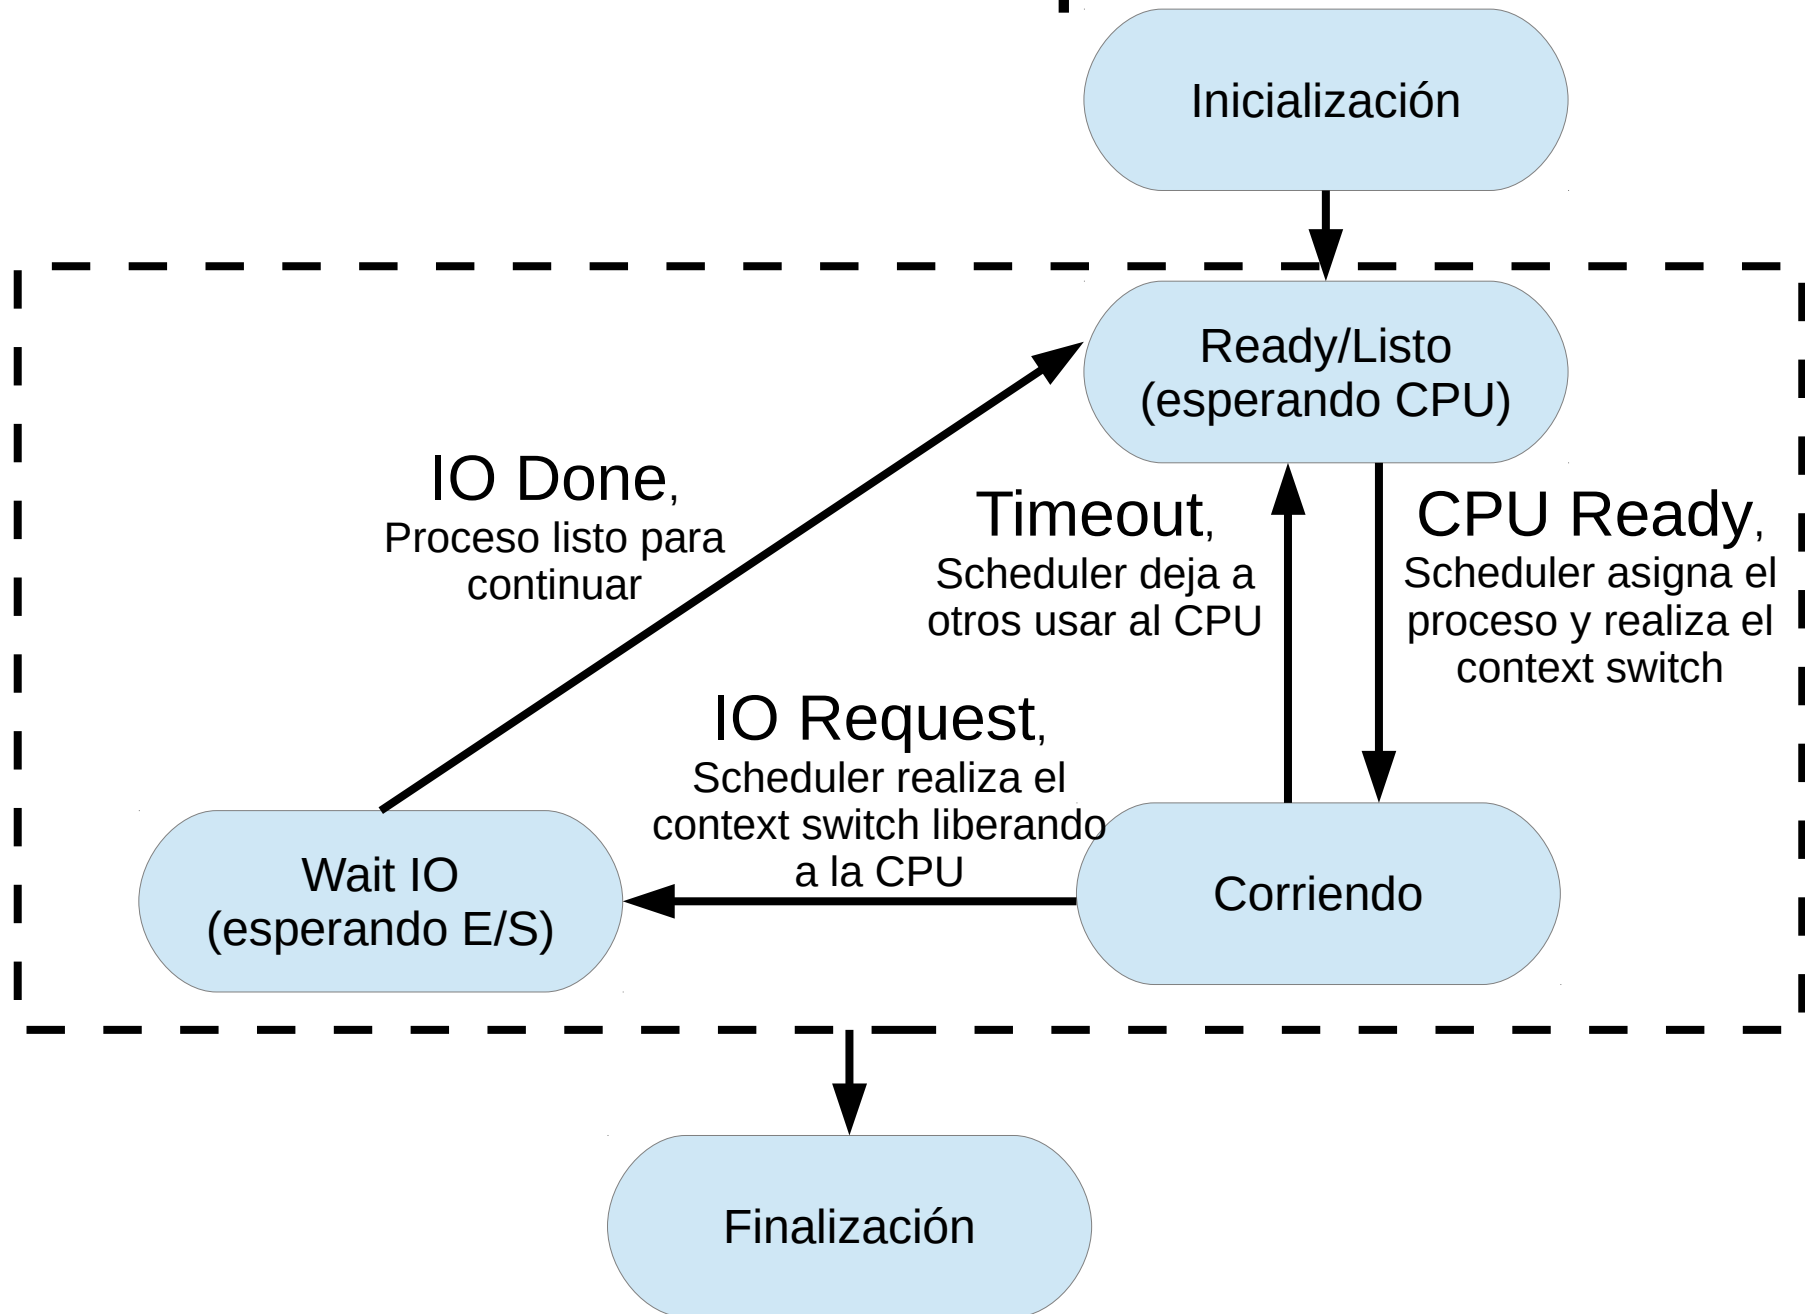 Inicialización
Ready/Listo
(esperando CPU)
IO Done,
Proceso listo para
continuar
Timeout,
Scheduler deja a
otros usar al CPU
CPU Ready,
Scheduler asigna el
proceso y realiza el
context switch
IO Request,
Scheduler realiza el
context switch liberando
a la CPU
Wait IO
(esperando E/S)
Corriendo
Finalización